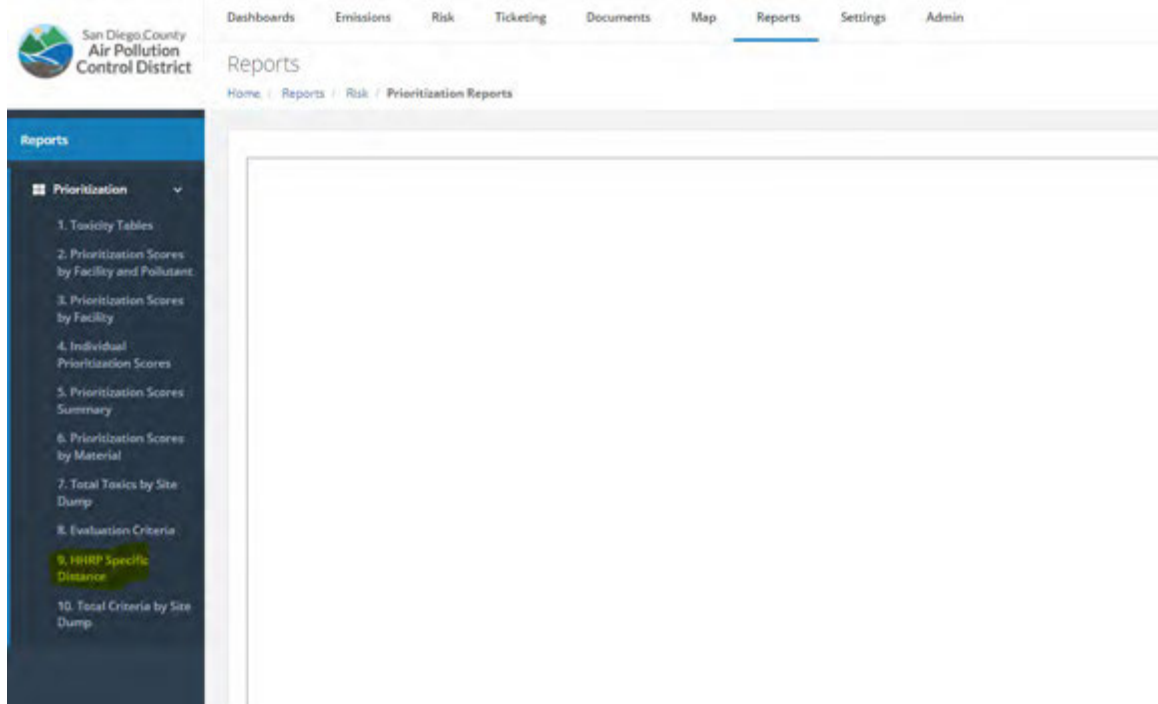 San Diego County
Air Pollution
Control District
Dashboards Emissions Risk Ticketing Documents Map Reports Settings Admin
Reports
Home / Reports / Risk / Prioritization Reports
Reports
Prioritization
1. Toxicity Tables
2. Prioritization Scores
by Facility and Pollutant
3. Prioritization Scores
by Facility
4. Individual
Prioritization Scores
5. Prioritization Scores
Summary
6. Prioritization Scores
by Material
7. Total Toxics by Site
Dump
8. Evaluation Criteria
9. HHRP Specific
Distance
10. Total Criteria by Site
Dump